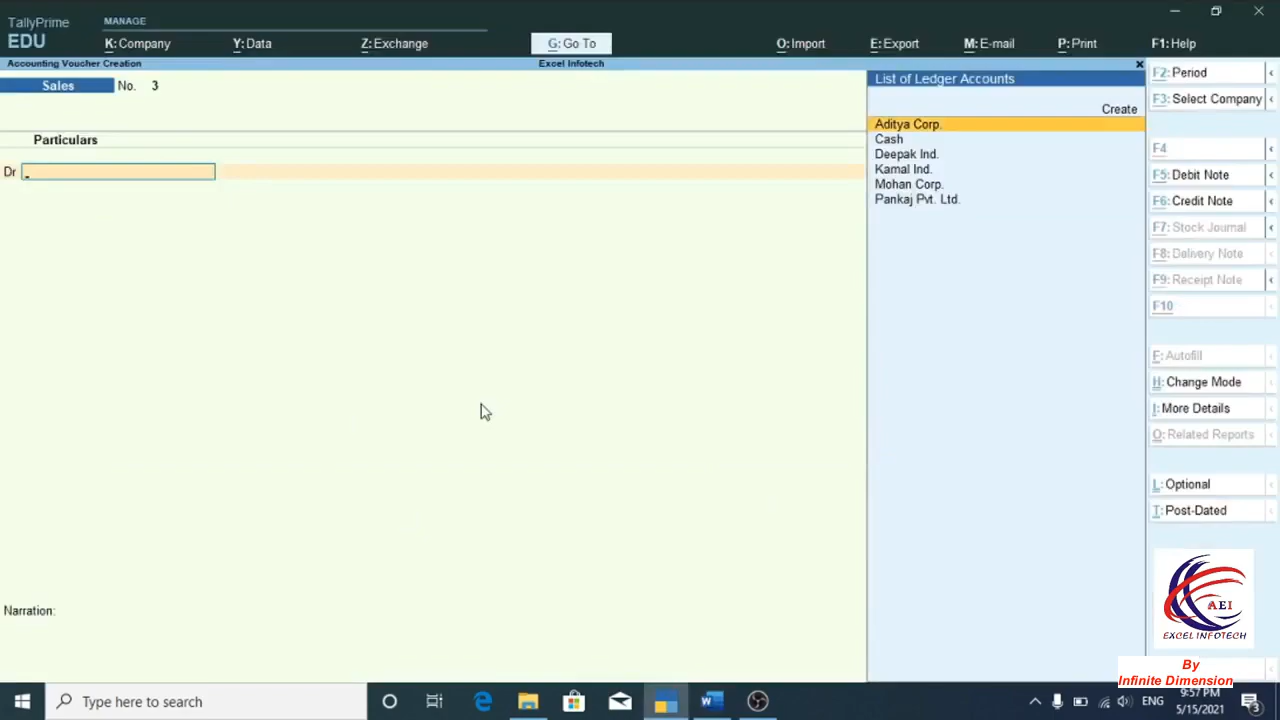 TallyPrime
EDU
MANAGE
K: Company
Y: Data
Z: Exchange
G: Go To
O: Import
E: Export
M: E-mail
P: Print
F1: Help
Accounting Voucher Creation
Excel Infotech
Sales No. 3
Particulars
Dr
Narration:
List of Ledger Accounts
Create
Aditya Corp.
Cash
Deepak Ind.
Kamal Ind.
Mohan Corp.
Pankaj Pvt. Ltd.
F2: Period
F3: Select Company
F4
F5: Debit Note
F6: Credit Note
F7: Stock Journal
F8: Delivery Note
F9: Receipt Note
F10
F: Autofill
H: Change Mode
I: More Details
O: Related Reports
L: Optional
T: Post-Dated
AEI
EXCEL INFOTECH
By
Infinite Dimension
Type here to search
ENG
9:57 PM
5/15/2021
3